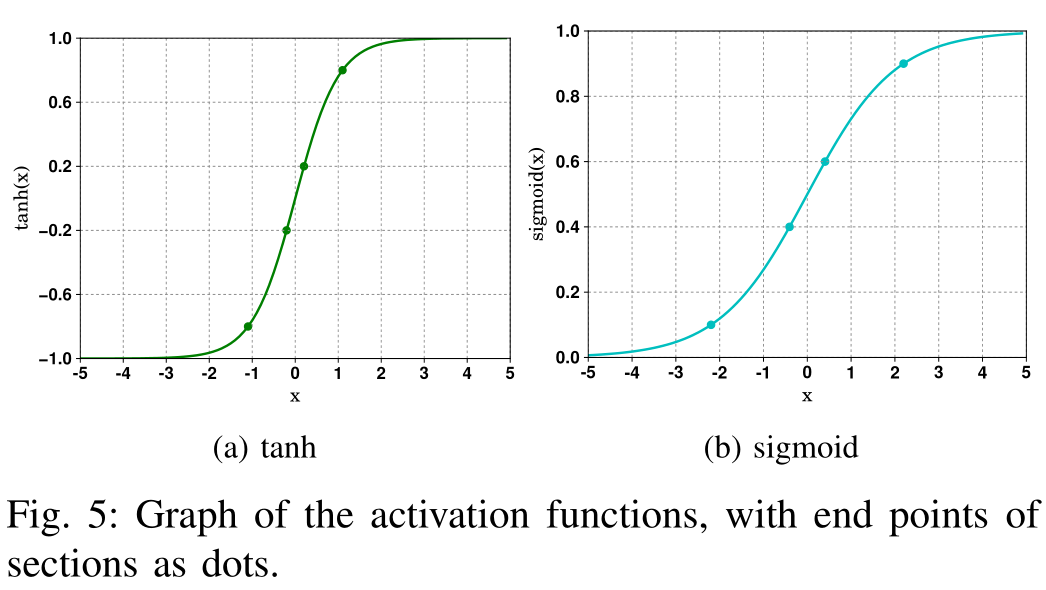 1.0
0.6
0.2
−0.2
−0.6
−1.0
tanh(x)
-5 -4 -3 -2 -1 0 1 2 3 4 5
x
(a) tanh
1.0
0.8
0.6
0.4
0.2
0.0
sigmoid(x)
-5 -4 -3 -2 -1 0 1 2 3 4 5
x
(b) sigmoid
Fig. 5: Graph of the activation functions, with end points of
sections as dots.